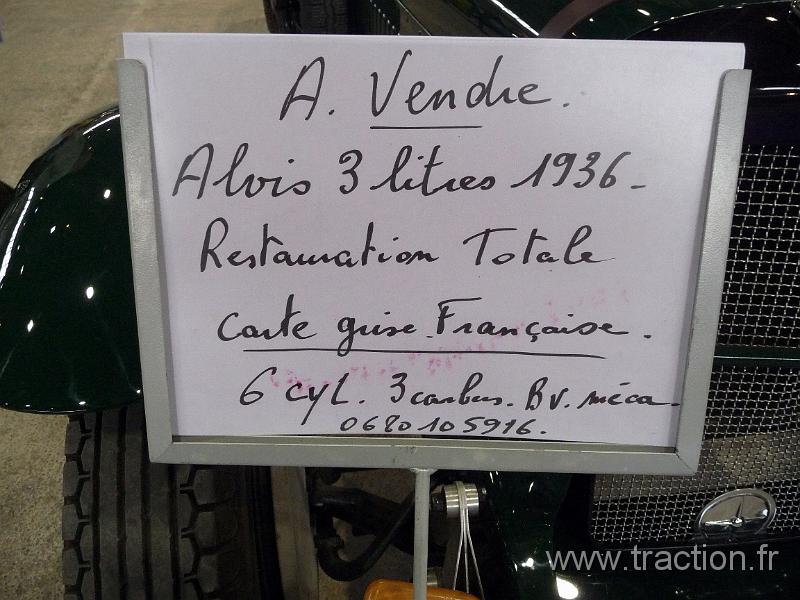 A. Vendre.
Alvis 3 litres 1936-
Restauration Totale
Carte grise Française.
6 cyl. 3 carbus. Bv. méca.
0680105916.
www.traction.fr